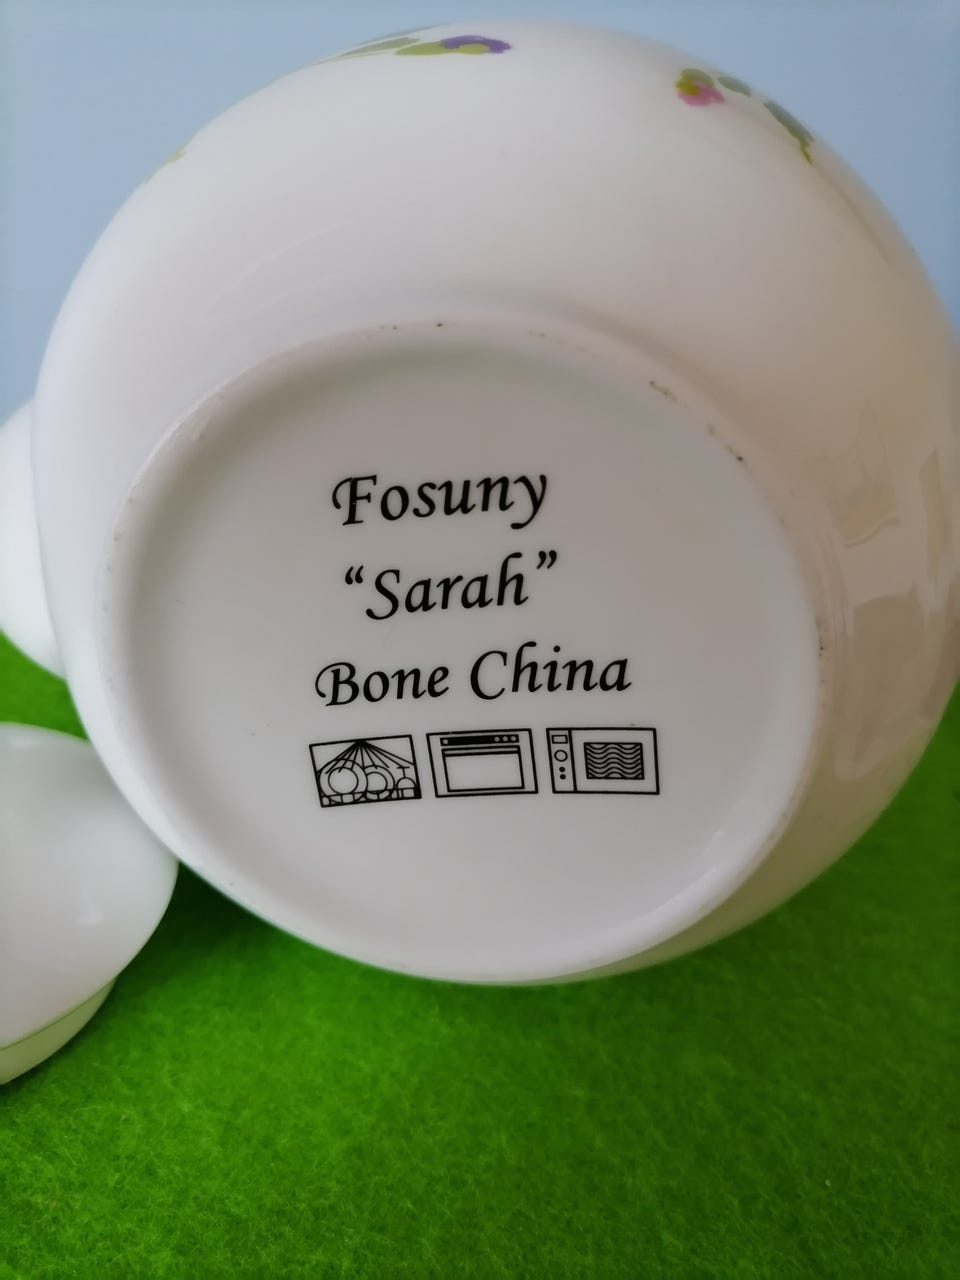 Fosuny
“Sarah”
Bone China